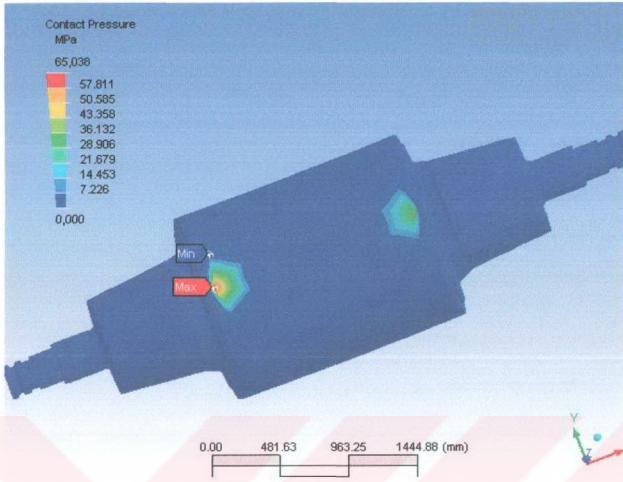 Contact Pressure
MPa
65,038
57.811
50.585
43.358
36.132
28.906
21.679
14.453
7.226
0,000
Min
Max
0.00 481.63 963.25 1444.88 (mm)
Y
Z